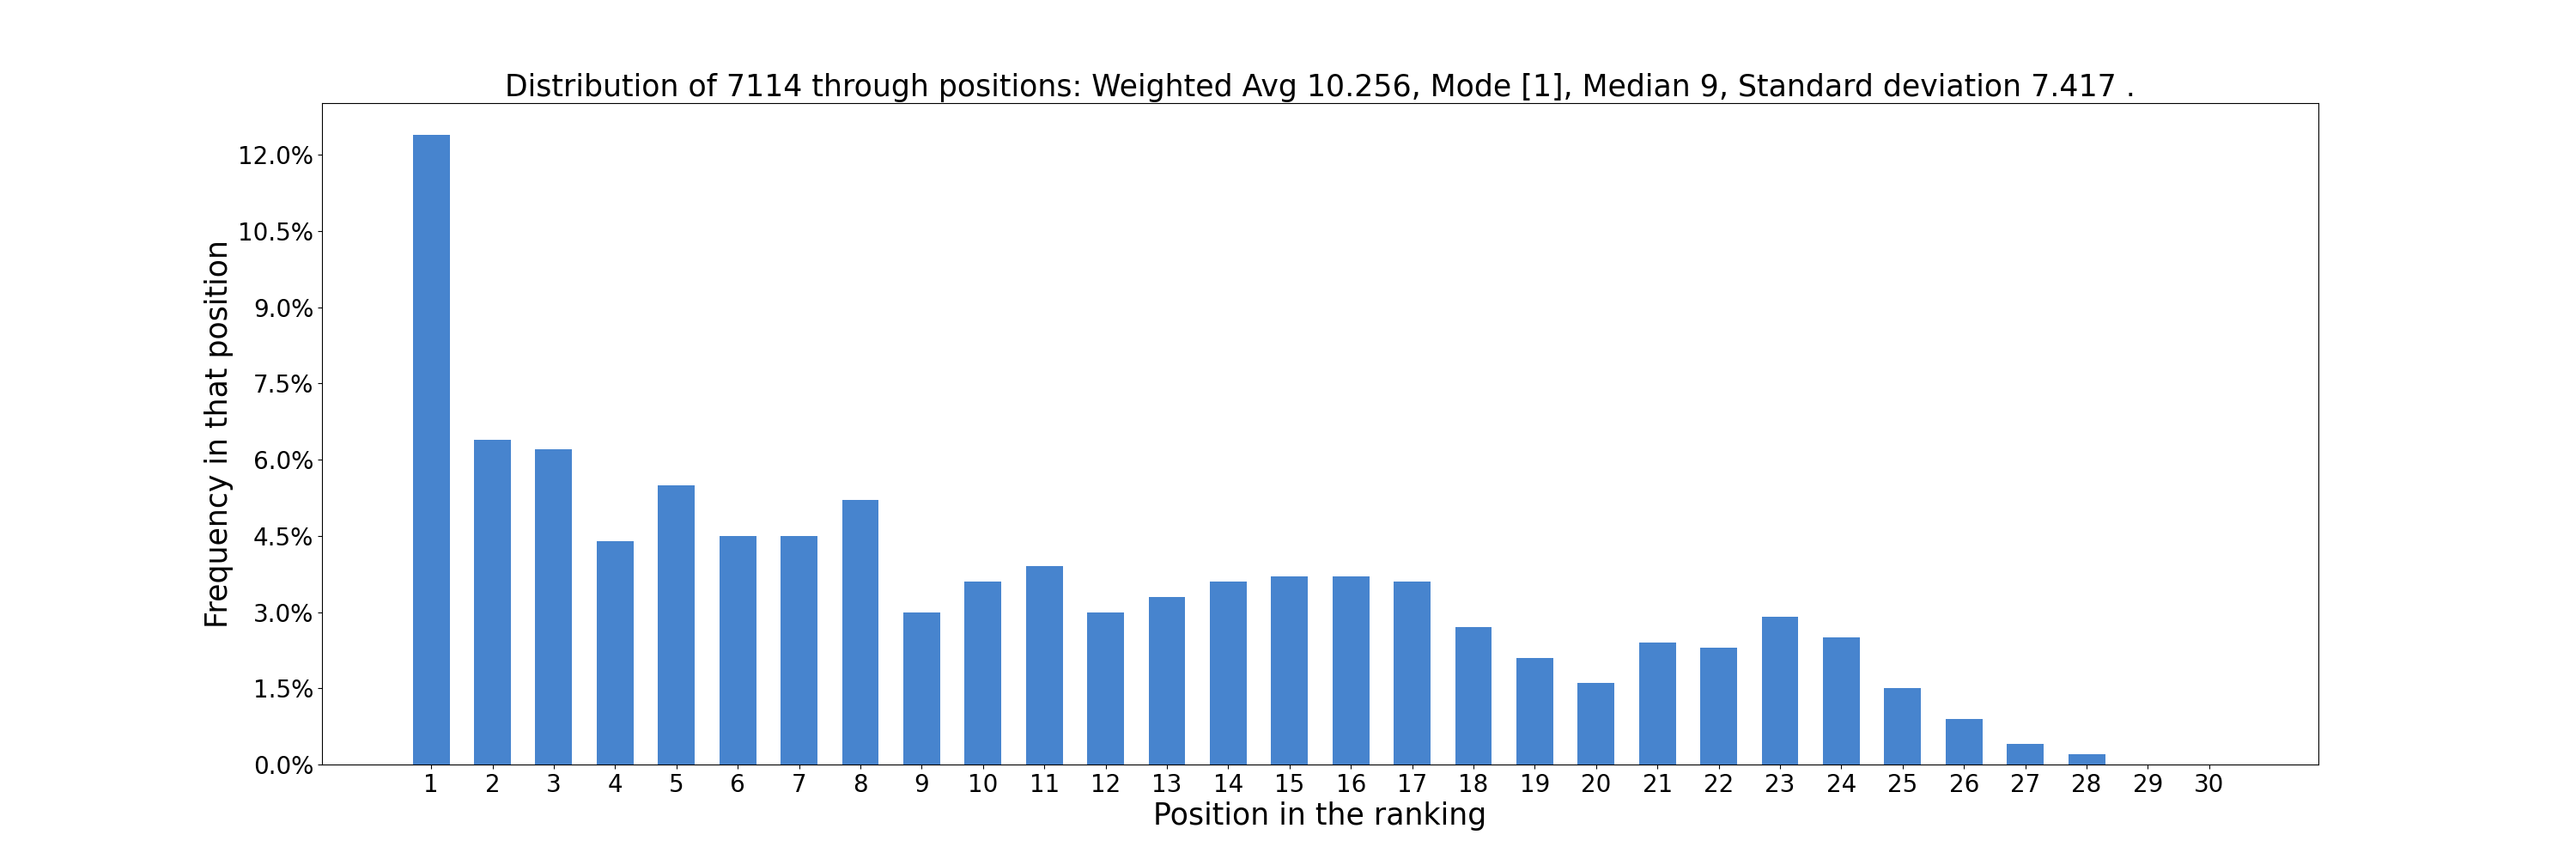 Distribution of 7114 through positions: Weighted Avg 10.256, Mode [1], Median 9, Standard deviation 7.417 .
12.0%
10.5%
9.0%
7.5%
6.0%
4.5%
3.0%
1.5%
0.0%
Frequency in that position
1 2 3 4 5 6 7 8 9 10 11 12 13 14 15 16 17 18 19 20 21 22 23 24 25 26 27 28 29 30
Position in the ranking